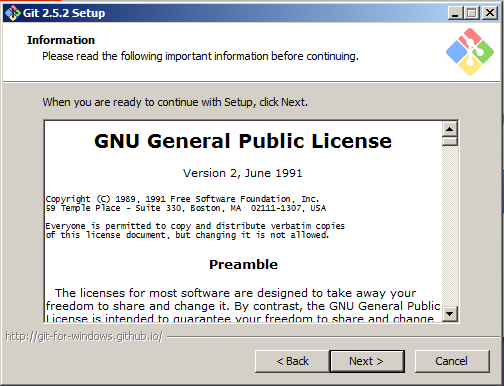 Git 2.5.2 Setup
Information
Please read the following important information before continuing.
When you are ready to continue with Setup, click Next.
GNU General Public License
Version 2, June 1991
Copyright (C) 1989, 1991 Free Software Foundation, Inc.
59 Temple Place - Suite 330, Boston, MA  02111-1307, USA
Everyone is permitted to copy and distribute verbatim copies
of this license document, but changing it is not allowed.
Preamble
The licenses for most software are designed to take away your
freedom to share and change it. By contrast, the GNU General Public
License is intended to guarantee your freedom to share and change
http://git-for-windows.github.io/
< Back
Next >
Cancel